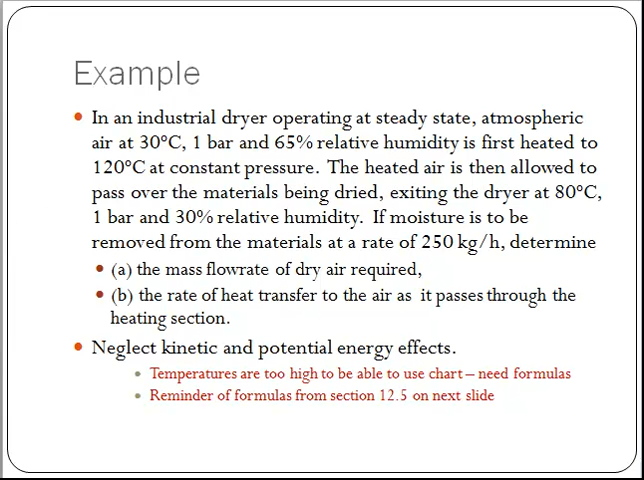 Example
• In an industrial dryer operating at steady state, atmospheric
air at 30°C, 1 bar and 65% relative humidity is first heated to
120°C at constant pressure. The heated air is then allowed to
pass over the materials being dried, exiting the dryer at 80°C,
1 bar and 30% relative humidity. If moisture is to be
removed from the materials at a rate of 250 kg/h, determine
• (a) the mass flowrate of dry air required,
• (b) the rate of heat transfer to the air as it passes through the
heating section.
• Neglect kinetic and potential energy effects.
• Temperatures are too high to be able to use chart – need formulas
• Reminder of formulas from section 12.5 on next slide